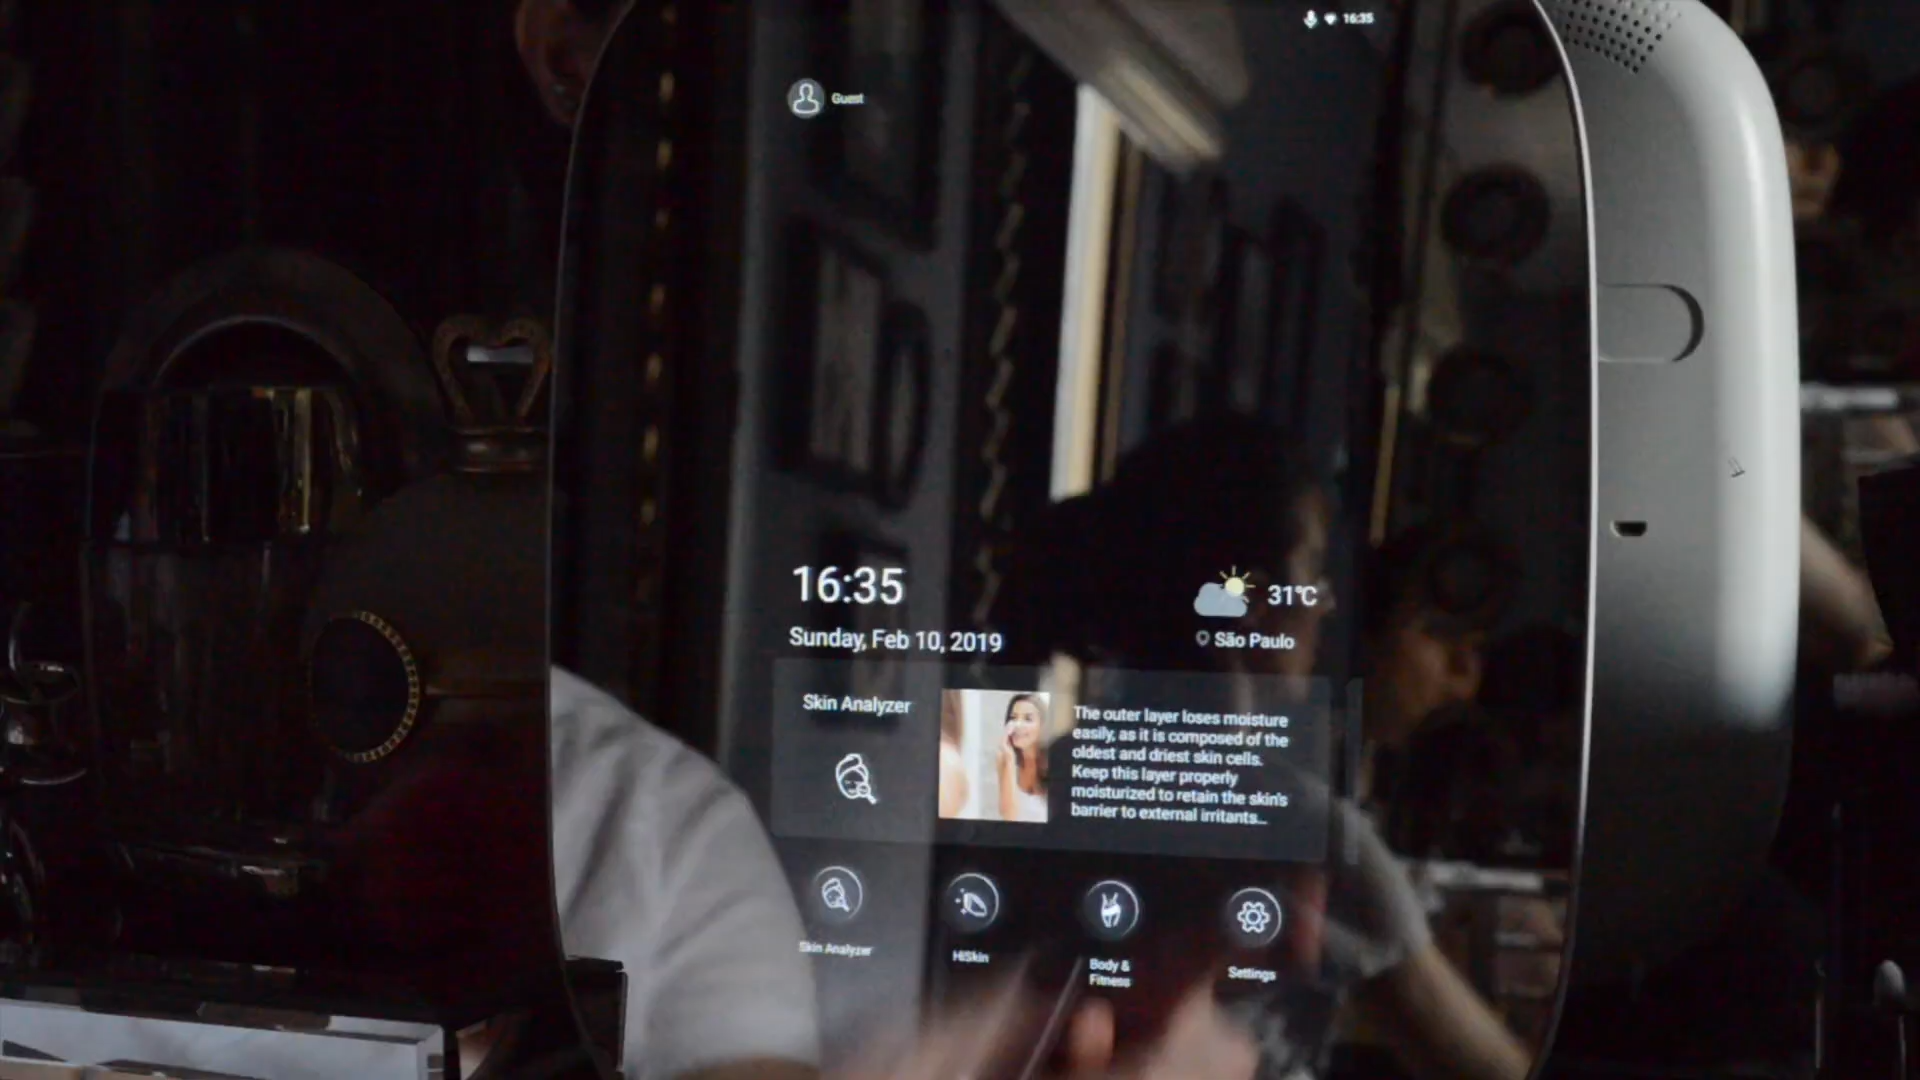 16:35
Guest
16:35
31°C
Sunday, Feb 10, 2019
São Paulo
Skin Analyzer
The outer layer loses moisture
easily, as it is composed of the
oldest and driest skin cells.
Keep this layer properly
moisturized to retain the skin's
barrier to external irritants...
Skin Analyzer
HiSkin
Body &
Fitness
Settings